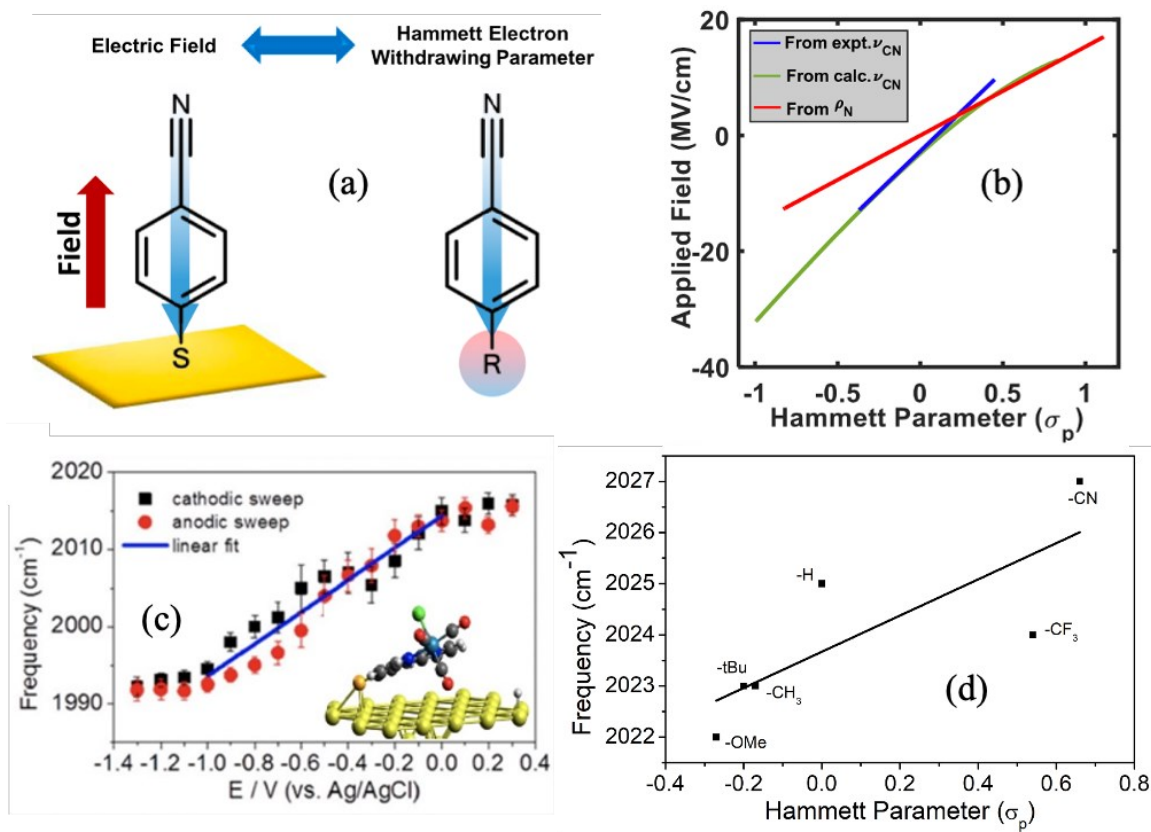 Electric Field
Hammett Electron
Withdrawing Parameter
N
N
(a)
Field
S
R
20
0
-20
-40
Applied Field (MV/cm)
From expt. νCN
From calc. νCN
From ρN
(b)
-1 -0.5 0 0.5 1
Hammett Parameter (σp)
2020
2010
2000
1990
Frequency (cm-1)
cathodic sweep
anodic sweep
linear fit
(c)
-1.4 -1.2 -1.0 -0.8 -0.6 -0.4 -0.2 0.0 0.2 0.4
E / V (vs. Ag/AgCl)
2027
2026
2025
2024
2023
2022
Frequency (cm-1)
-CN
-H
-CF3
-tBu
-CH3
-OMe
(d)
-0.4 -0.2 0.0 0.2 0.4 0.6 0.8
Hammett Parameter (σp)